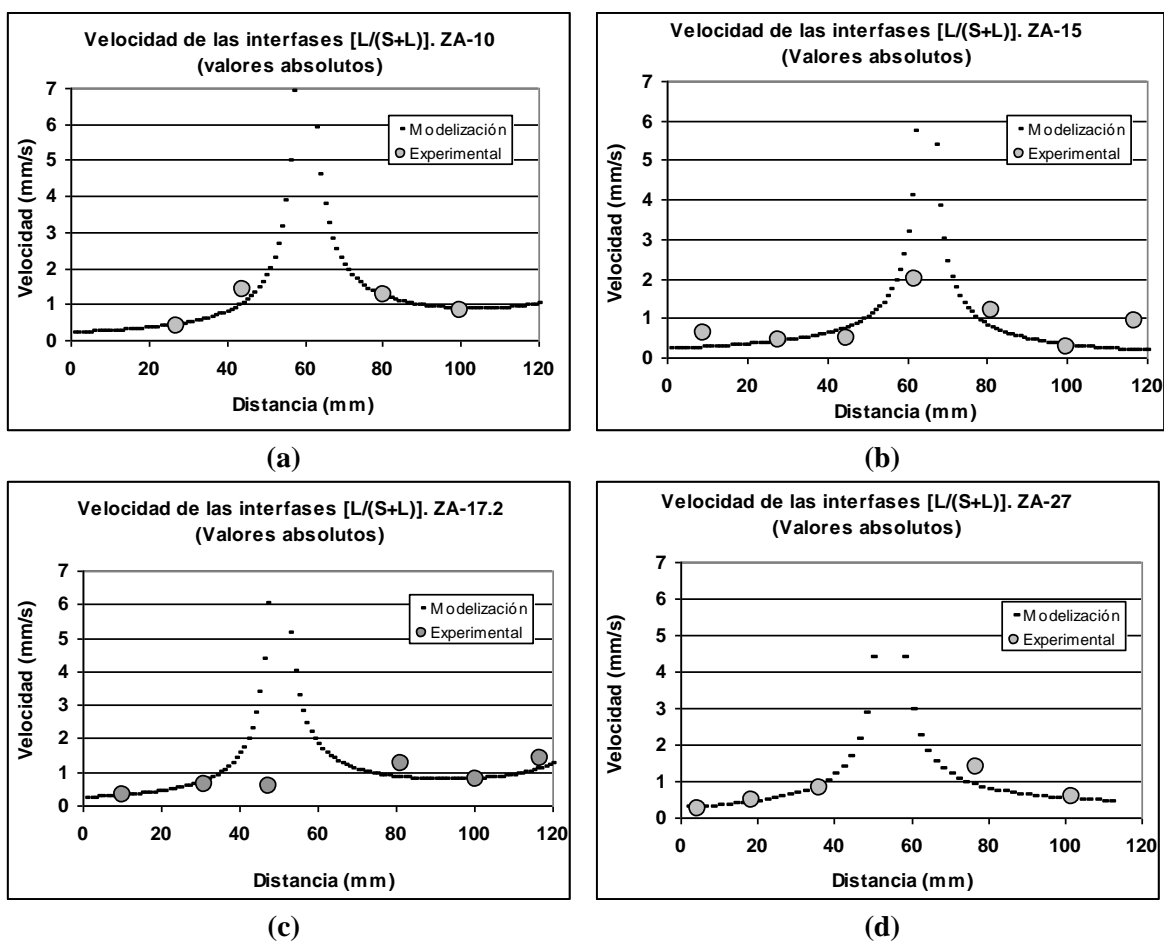 Velocidad de las interfases [L/(S+L)]. ZA-10
(valores absolutos)
7
6
5
4
3
2
1
0
Velocidad (mm/s)
Modelización
Experimental
0 20 40 60 80 100 120
Distancia (mm)
(a)
Velocidad de las interfases [L/(S+L)]. ZA-15
(Valores absolutos)
7
6
5
4
3
2
1
0
Velocidad (mm/s)
Modelización
Experimental
0 20 40 60 80 100 120
Distancia (mm)
(b)
Velocidad de las interfases [L/(S+L)]. ZA-17.2
(Valores absolutos)
7
6
5
4
3
2
1
0
Velocidad (mm/s)
Modelización
Experimental
0 20 40 60 80 100 120
Distancia (mm)
(c)
Velocidad de las interfases [L/(S+L)]. ZA-27
(Valores absolutos)
7
6
5
4
3
2
1
0
Velocidad (mm/s)
Modelización
Experimental
0 20 40 60 80 100 120
Distancia (mm)
(d)